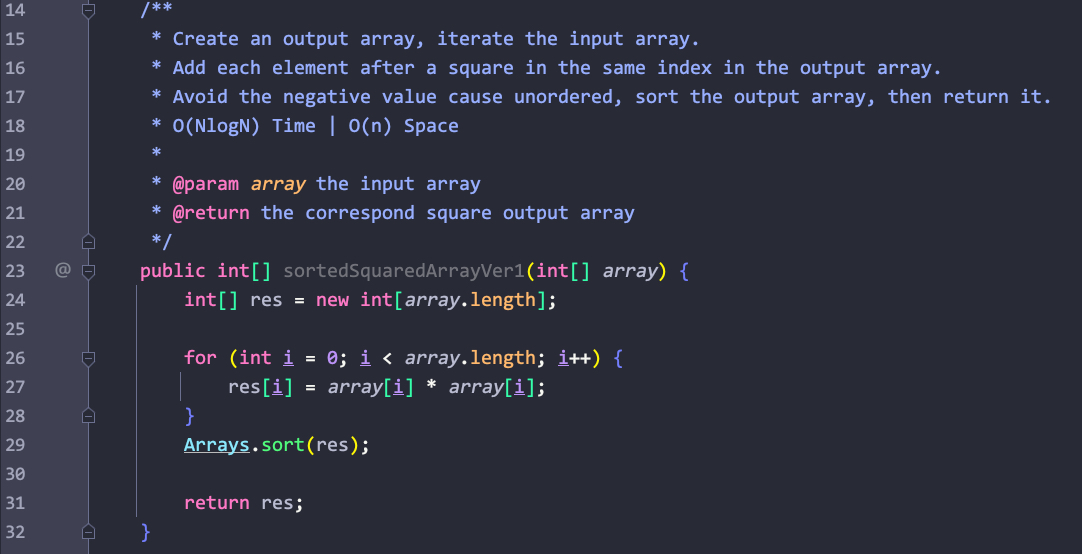 14 /**
15  * Create an output array, iterate the input array.
16  * Add each element after a square in the same index in the output array.
17  * Avoid the negative value cause unordered, sort the output array, then return it.
18  * O(NlogN) Time | O(n) Space
19  *
20  * @param array the input array
21  * @return the correspond square output array
22  */
23 @ public int[] sortedSquaredArrayVer1(int[] array) {
24     int[] res = new int[array.length];
25
26     for (int i = 0; i < array.length; i++) {
27         res[i] = array[i] * array[i];
28     }
29     Arrays.sort(res);
30
31     return res;
32 }